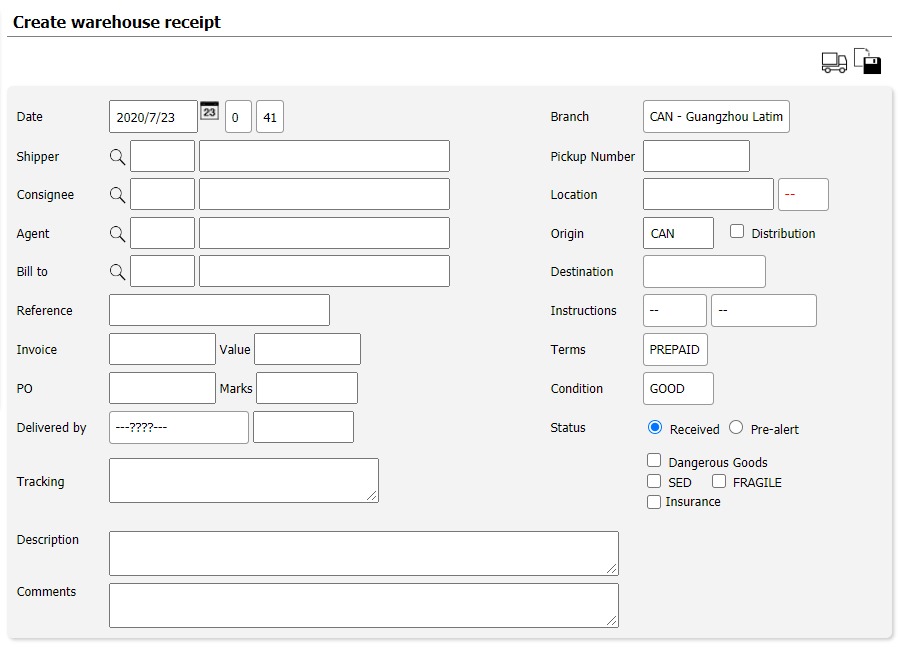 Create warehouse receipt
Date 2020/7/23 23 0 41 Branch CAN - Guangzhou Latim
Shipper Pickup Number
Consignee Location --
Agent Origin CAN Distribution
Bill to Destination
Reference Instructions -- --
Invoice Value Terms PREPAID
PO Marks Condition GOOD
Delivered by ---????--- Status Received Pre-alert
Dangerous Goods
Tracking SED FRAGILE
Insurance
Description
Comments